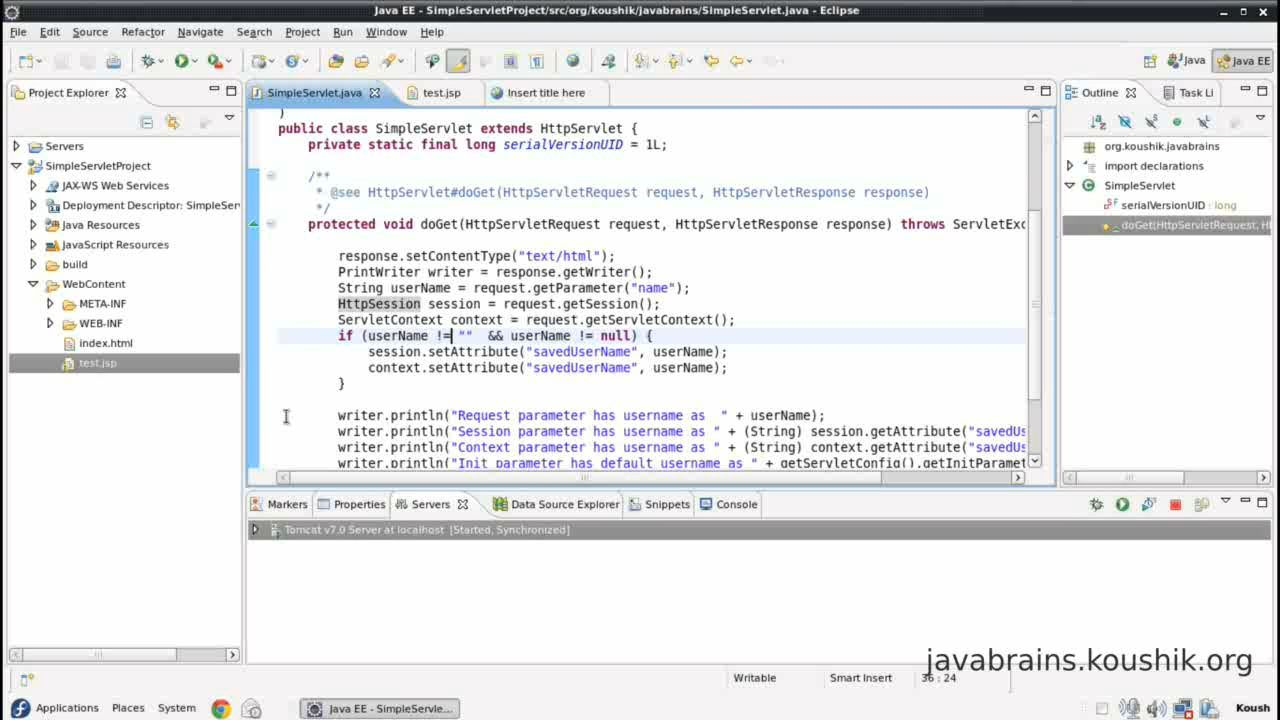 Java EE - SimpleServletProject/src/org/koushik/javabrains/SimpleServlet.java - Eclipse
File Edit Source Refactor Navigate Search Project Run Window Help
Java Java EE
Project Explorer
SimpleServlet.java test.jsp Insert title here
Outline Task Li
Servers
SimpleServletProject
JAX-WS Web Services
Deployment Descriptor: SimpleSer
Java Resources
JavaScript Resources
build
WebContent
META-INF
WEB-INF
index.html
test.jsp
)
public class SimpleServlet extends HttpServlet {
private static final long serialVersionUID = 1L;
/**
* @see HttpServlet#doGet(HttpServletRequest request, HttpServletResponse response)
*/
protected void doGet(HttpServletRequest request, HttpServletResponse response) throws ServletExc
response.setContentType("text/html");
PrintWriter writer = response.getWriter();
String userName = request.getParameter("name");
HttpSession session = request.getSession();
ServletContext context = request.getServletContext();
if (userName != "" && userName != null) {
session.setAttribute("savedUserName", userName);
context.setAttribute("savedUserName", userName);
}
writer.println("Request parameter has username as " + userName);
writer.println("Session parameter has username as " + (String) session.getAttribute("savedUs
writer.println("Context parameter has username as " + (String) context.getAttribute("savedUs
writer.println("Init parameter has default username as " + getServletConfig().getInitParamet
org.koushik.javabrains
import declarations
SimpleServlet
serialVersionUID : long
doGet(HttpServletRequest, H
Markers Properties Servers Data Source Explorer Snippets Console
Tomcat v7.0 Server at localhost [Started, Synchronized]
javabrains.koushik.org
Writable Smart Insert 36 : 24
Applications Places System Java EE - SimpleServle... Koush